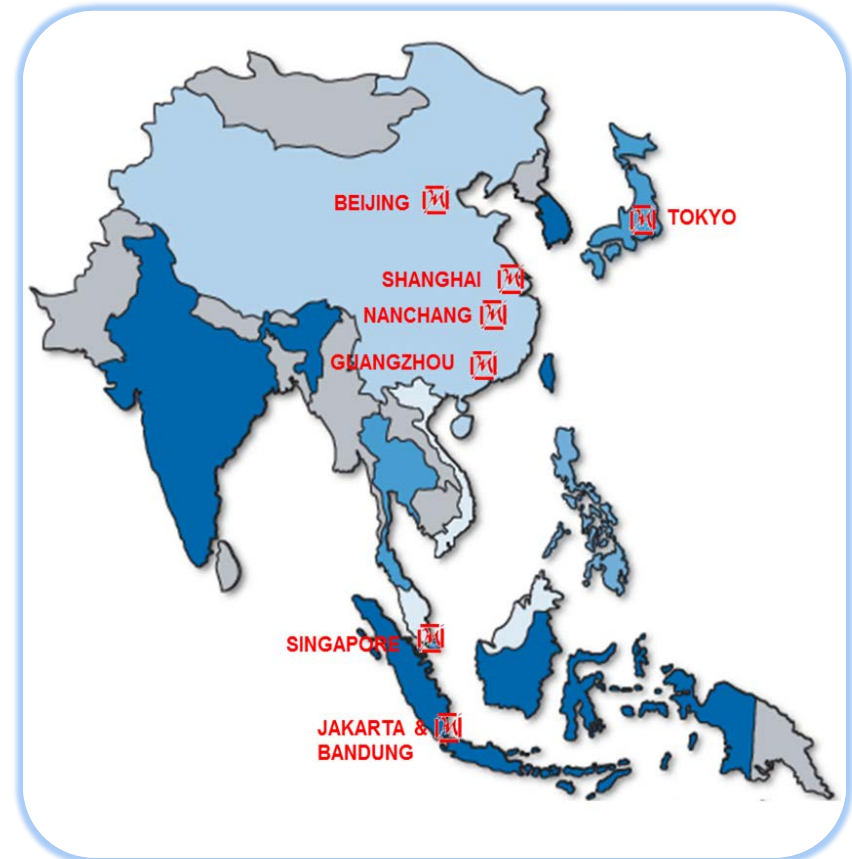 BEIJING
TOKYO
SHANGHAI
NANCHANG
GUANGZHOU
SINGAPORE
JAKARTA &
BANDUNG